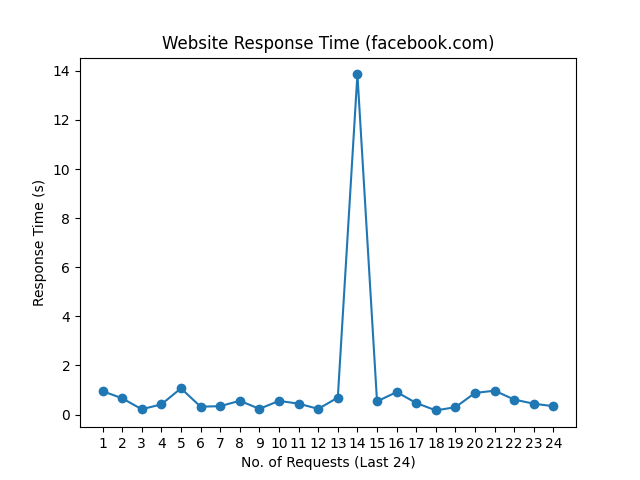 Website Response Time (facebook.com)
14
12
10
8
6
4
2
0
Response Time (s)
1 2 3 4 5 6 7 8 9 10 11 12 13 14 15 16 17 18 19 20 21 22 23 24
No. of Requests (Last 24)